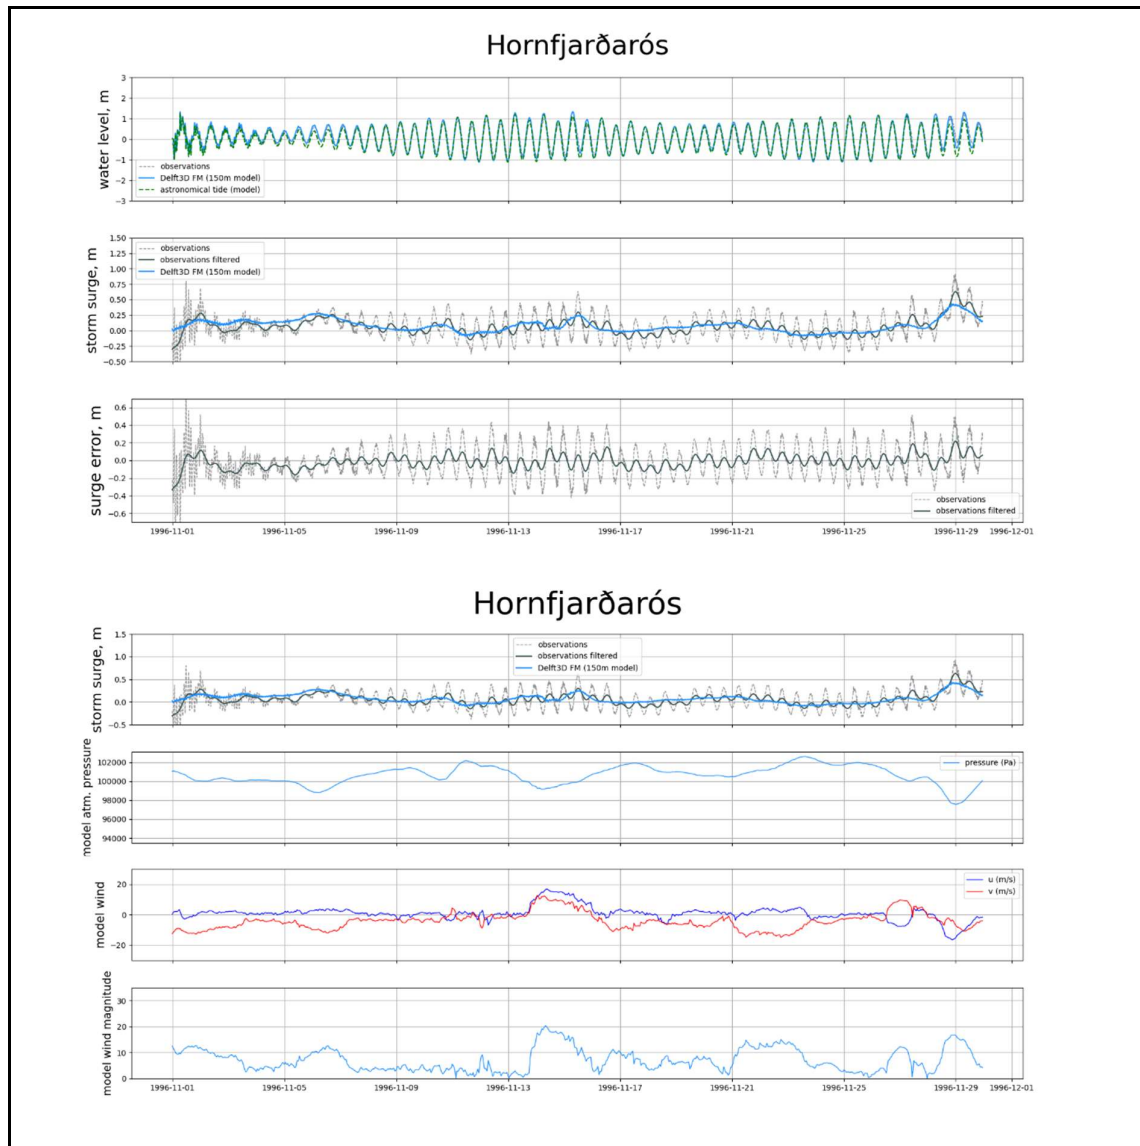 Hornfjarðarós
water level, m
3
2
1
0
−1
−2
−3
observations
Delft3D FM (150m model)
astronomical tide (model)
storm surge, m
1.50
1.25
1.00
0.75
0.50
0.25
0.00
−0.25
−0.50
observations
observations filtered
Delft3D FM (150m model)
surge error, m
0.6
0.4
0.2
0.0
−0.2
−0.4
−0.6
observations
observations filtered
1996-11-01 1996-11-05 1996-11-09 1996-11-13 1996-11-17 1996-11-21 1996-11-25 1996-11-29 1996-12-01
Hornfjarðarós
storm surge, m
1.5
1.0
0.5
0.0
−0.5
observations
observations filtered
Delft3D FM (150m model)
model atm. pressure
102000
100000
98000
96000
94000
pressure (Pa)
model wind
20
0
−20
u (m/s)
v (m/s)
model wind magnitude
30
20
10
0
1996-11-01 1996-11-05 1996-11-09 1996-11-13 1996-11-17 1996-11-21 1996-11-25 1996-11-29 1996-12-01